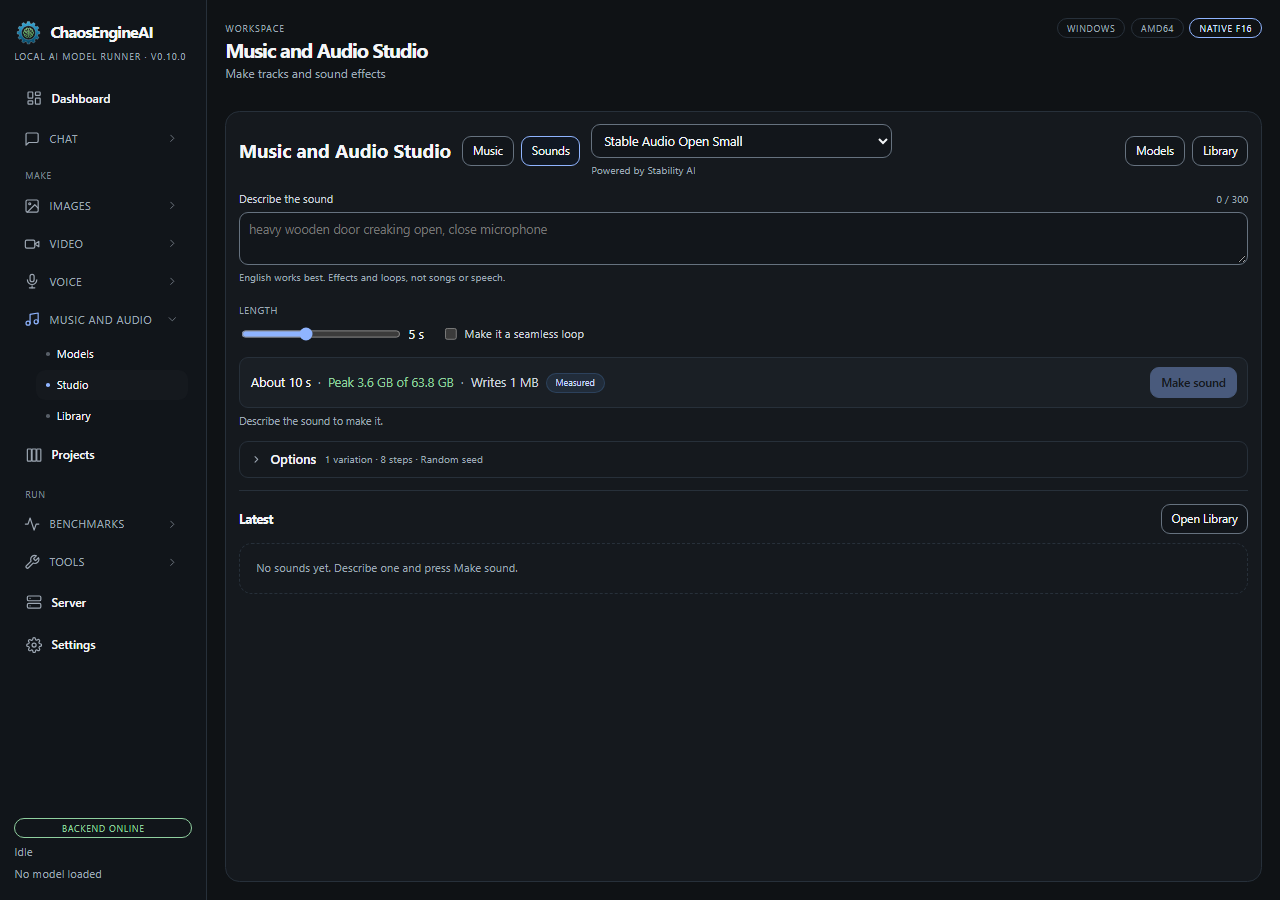 ChaosEngineAI
LOCAL AI MODEL RUNNER · V0.10.0
Dashboard
CHAT
MAKE
IMAGES
VIDEO
VOICE
MUSIC AND AUDIO
Models
Studio
Library
Projects
RUN
BENCHMARKS
TOOLS
Server
Settings
BACKEND ONLINE
Idle
No model loaded
WORKSPACE
Music and Audio Studio
Make tracks and sound effects
WINDOWS AMD64 NATIVE F16
Music and Audio Studio Music Sounds Stable Audio Open Small Models Library
Powered by Stability AI
Describe the sound 0 / 300
heavy wooden door creaking open, close microphone
English works best. Effects and loops, not songs or speech.
LENGTH
5 s Make it a seamless loop
About 10 s · Peak 3.6 GB of 63.8 GB · Writes 1 MB Measured Make sound
Describe the sound to make it.
Options 1 variation · 8 steps · Random seed
Latest Open Library
No sounds yet. Describe one and press Make sound.